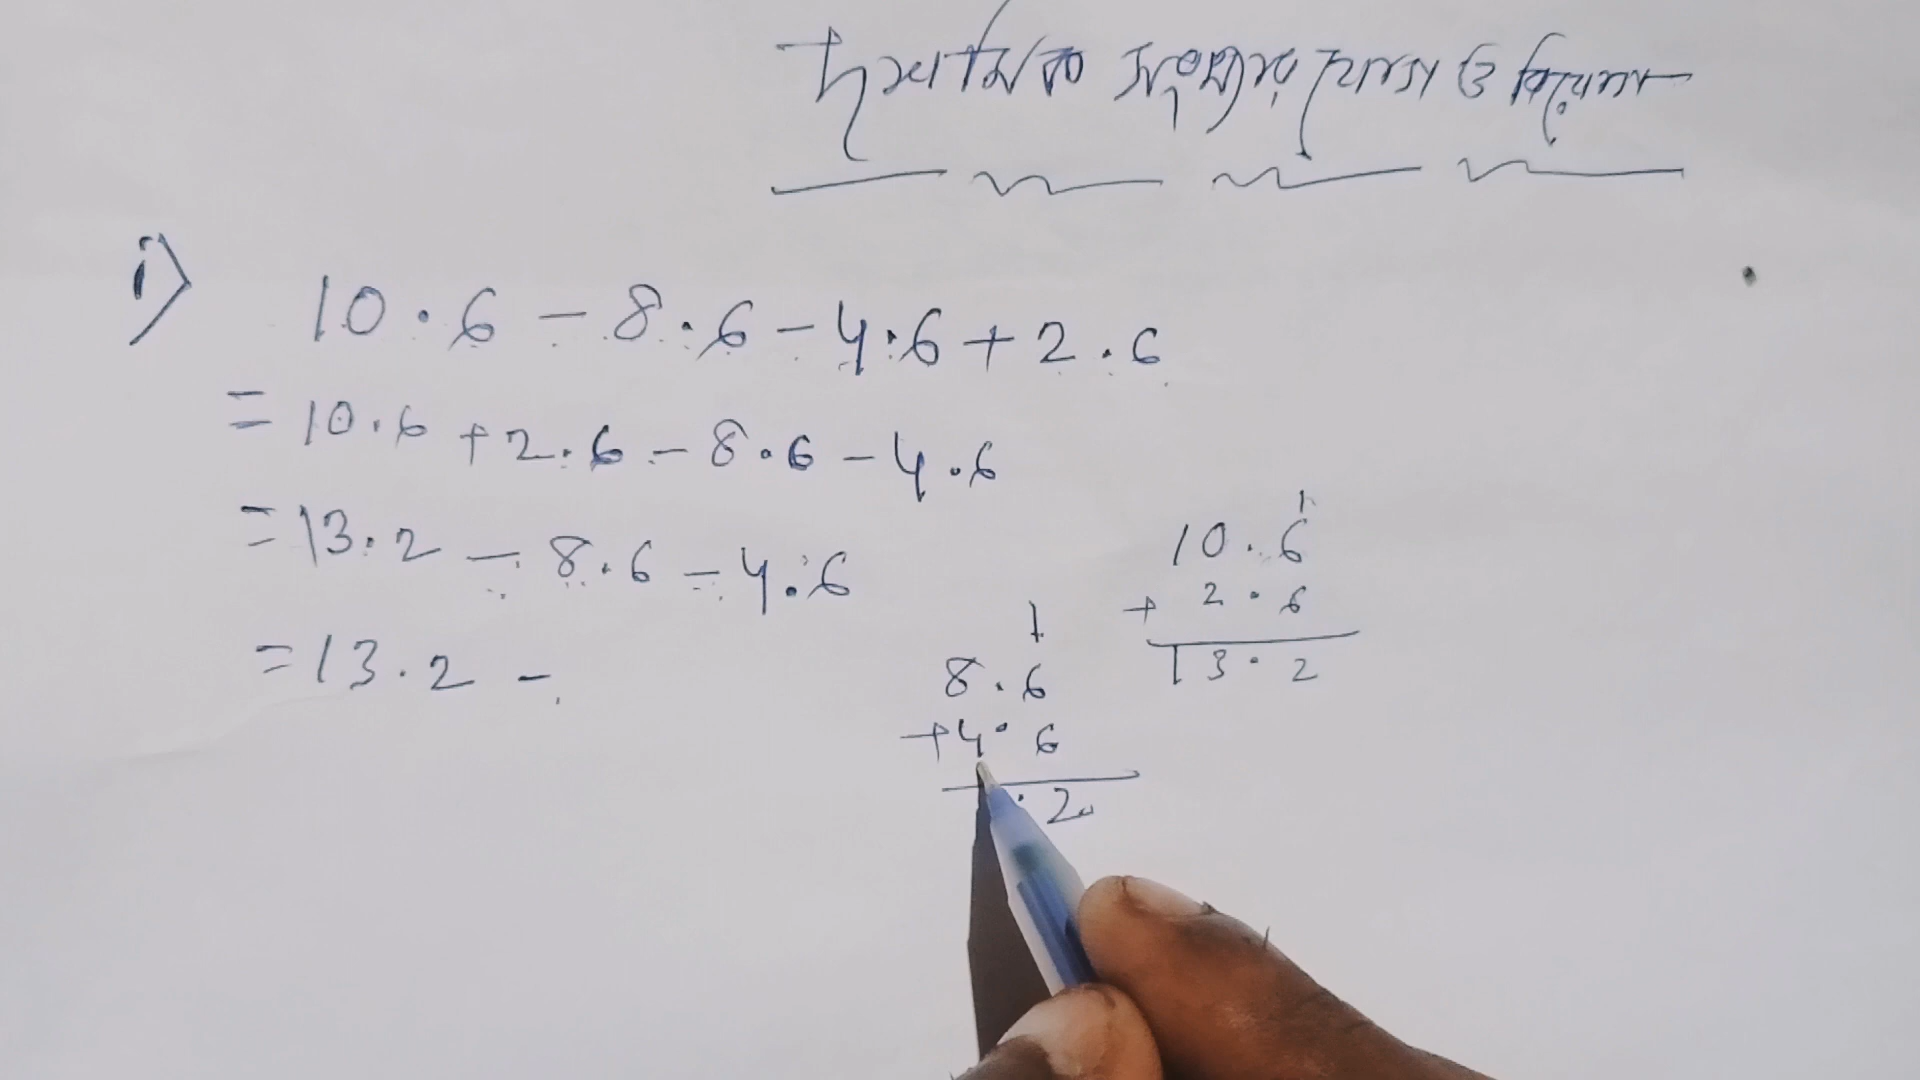 দশমিক সংখ্যার যোগ ও বিয়োগ
i) 10.6 - 8.6 - 4.6 + 2.6
= 10.6 + 2.6 - 8.6 - 4.6
= 13.2 - 8.6 - 4.6
= 13.2 -
1
10.6
+ 2.6
13.2
1
8.6
+4.6
.2